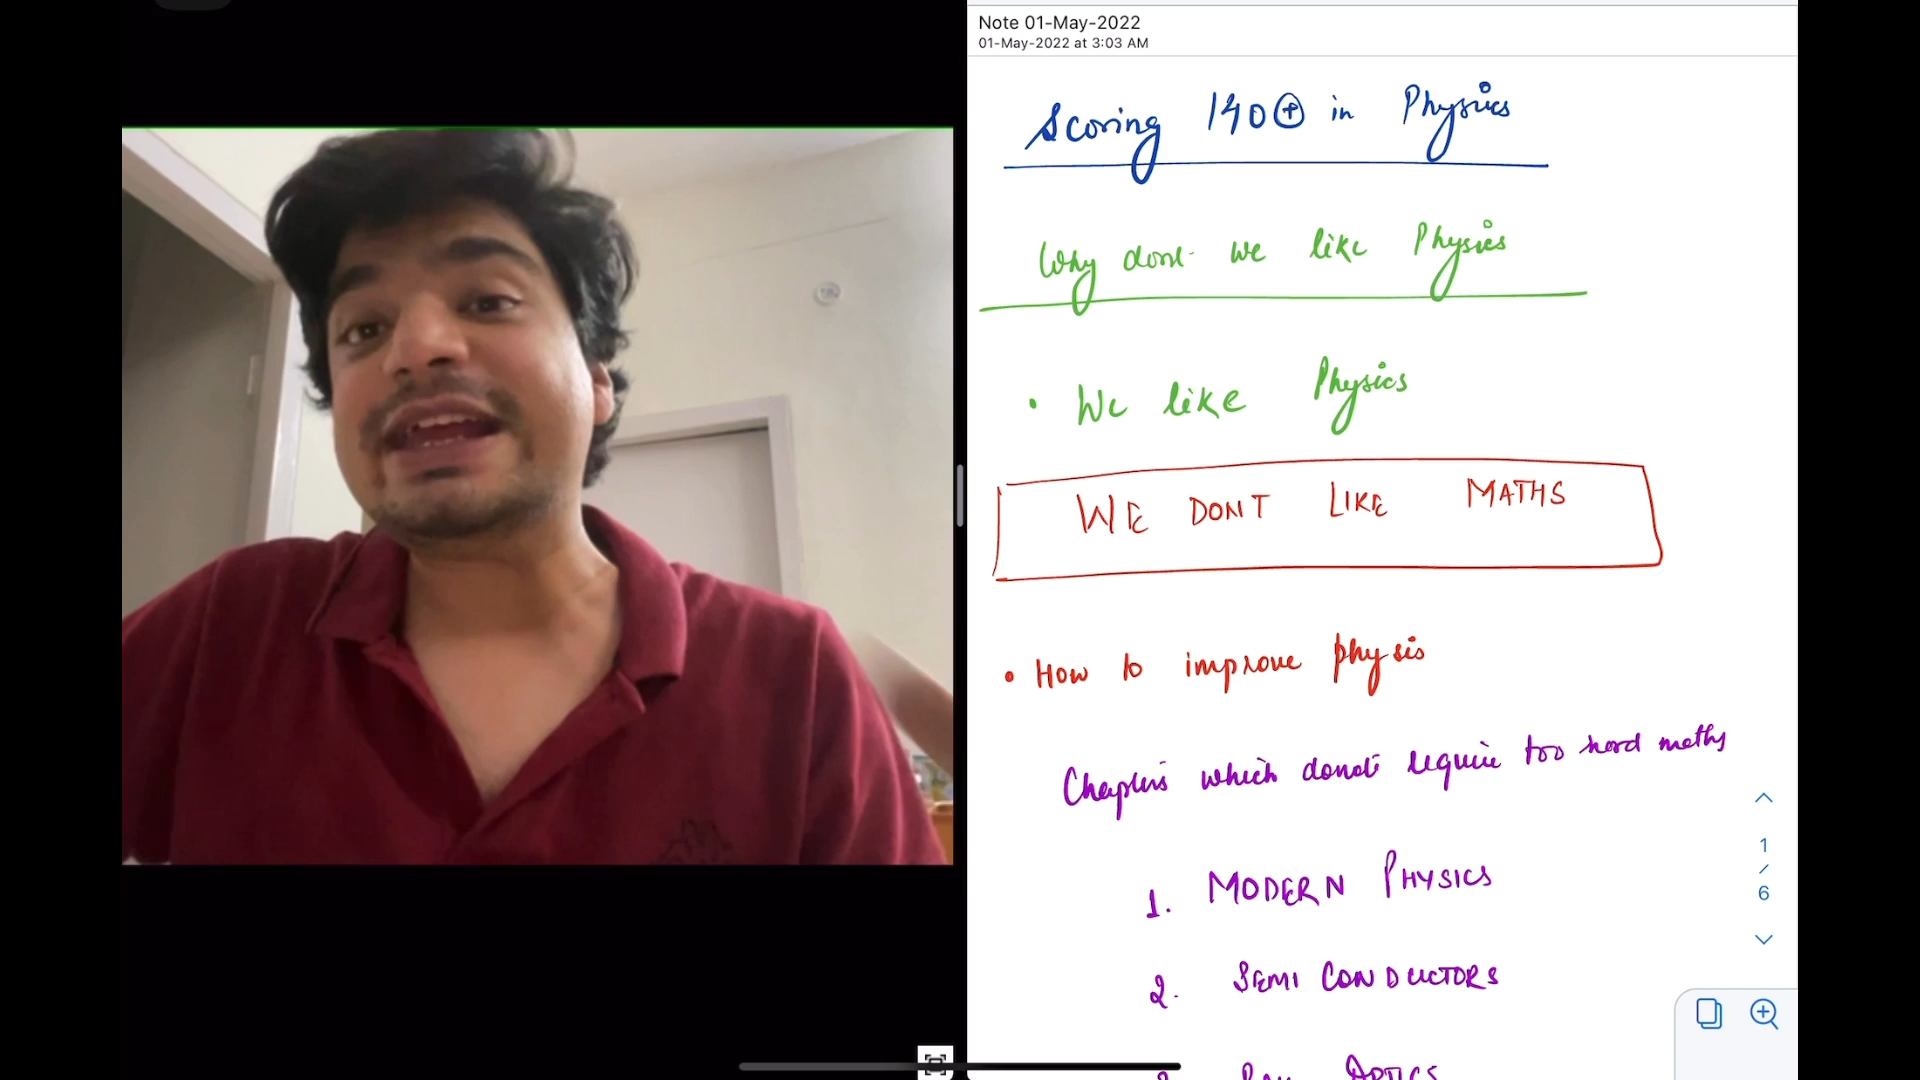 Note 01-May-2022
01-May-2022 at 3:03 AM
Scoring 140+ in Physics
Why dont we like Physics
• We like Physics
WE DONT LIKE MATHS
• How to improve physis
Chapters which donot require too hard maths
1
/
6
1. MODERN PHYSICS
2. SEMI CONDUCTORS